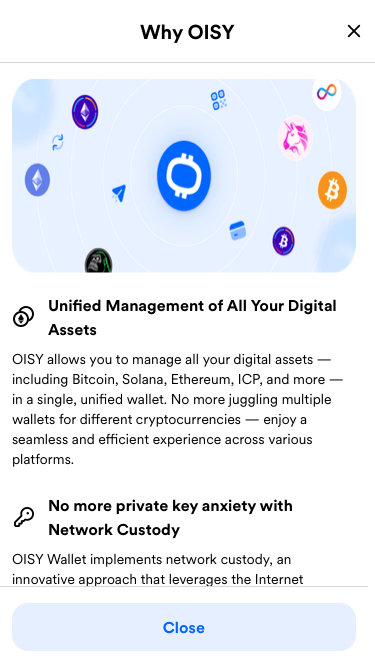 Why OISY
Unified Management of All Your Digital
Assets
OISY allows you to manage all your digital assets —
including Bitcoin, Solana, Ethereum, ICP, and more —
in a single, unified wallet. No more juggling multiple
wallets for different cryptocurrencies — enjoy a
seamless and efficient experience across various
platforms.
No more private key anxiety with
Network Custody
OISY Wallet implements network custody, an
innovative approach that leverages the Internet
Close